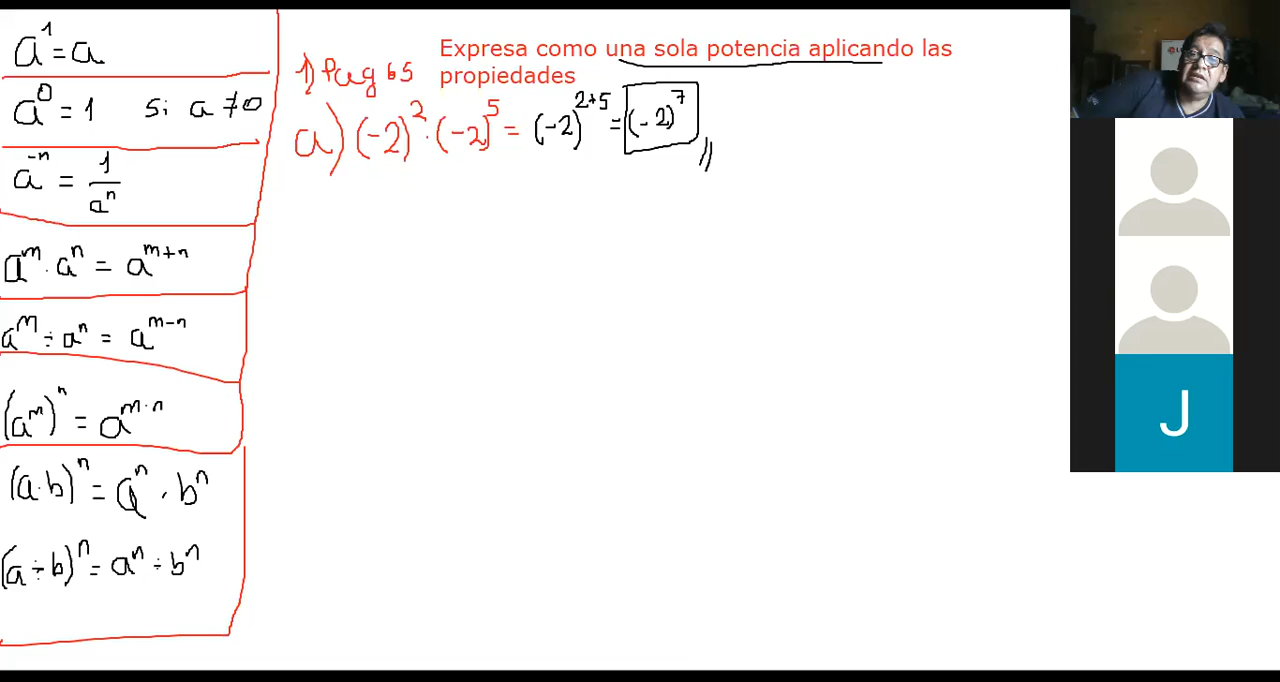 a¹ = a
a⁰ = 1 si a ≠ 0
a⁻ⁿ = 1/aⁿ
aᵐ · aⁿ = aᵐ⁺ⁿ
aᵐ ÷ aⁿ = aᵐ⁻ⁿ
(aᵐ)ⁿ = aᵐ·ⁿ
(a·b)ⁿ = aⁿ · bⁿ
(a ÷ b)ⁿ = aⁿ ÷ bⁿ
Expresa como una sola potencia aplicando las
propiedades
1) Pag 65
a) (-2)² · (-2)⁵ = (-2)²⁺⁵ = (-2)⁷
J